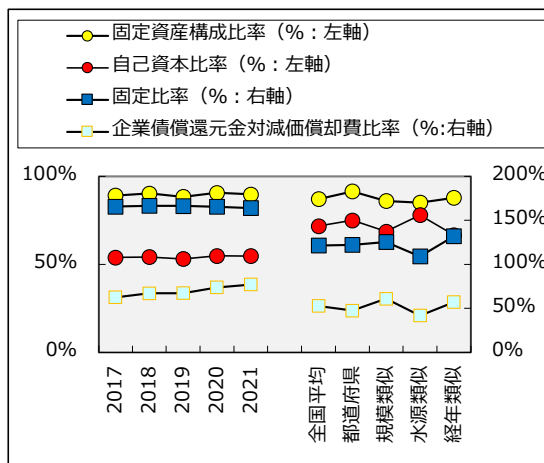 固定資産構成比率（%：左軸）
自己資本比率（%：左軸）
固定比率（%：右軸）
企業債償還元金対減価償却費比率（%:右軸）
100%
50%
0%
200%
150%
100%
50%
0%
2017
2018
2019
2020
2021
全国平均
都道府県
規模類似
水源類似
経年類似